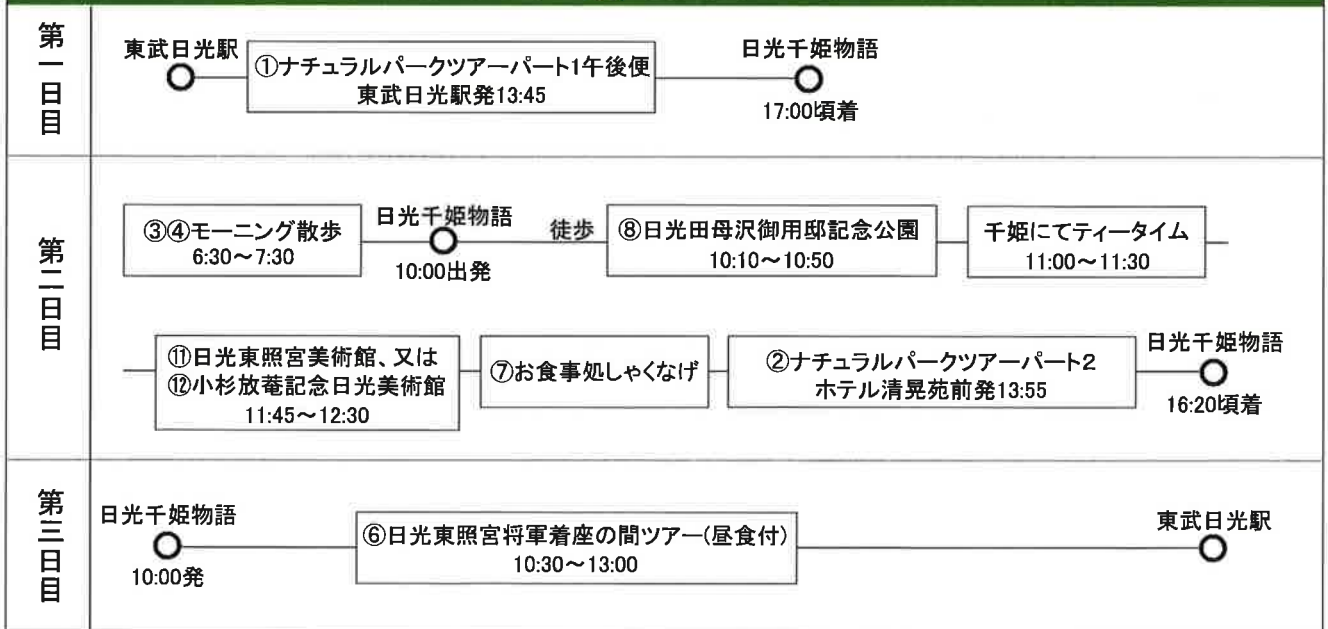 第一日目
東武日光駅
①ナチュラルパークツアーパート1午後便
東武日光駅発13:45
日光千姫物語
17:00頃着
第二日目
③④モーニング散歩
6:30～7:30
日光千姫物語
10:00出発
徒歩
⑧日光田母沢御用邸記念公園
10:10～10:50
千姫にてティータイム
11:00～11:30
⑪日光東照宮美術館、又は
⑫小杉放菴記念日光美術館
11:45～12:30
⑦お食事処しゃくなげ
②ナチュラルパークツアーパート2
ホテル清晃苑前発13:55
日光千姫物語
16:20頃着
第三日目
日光千姫物語
10:00発
⑥日光東照宮将軍着座の間ツアー(昼食付)
10:30～13:00
東武日光駅